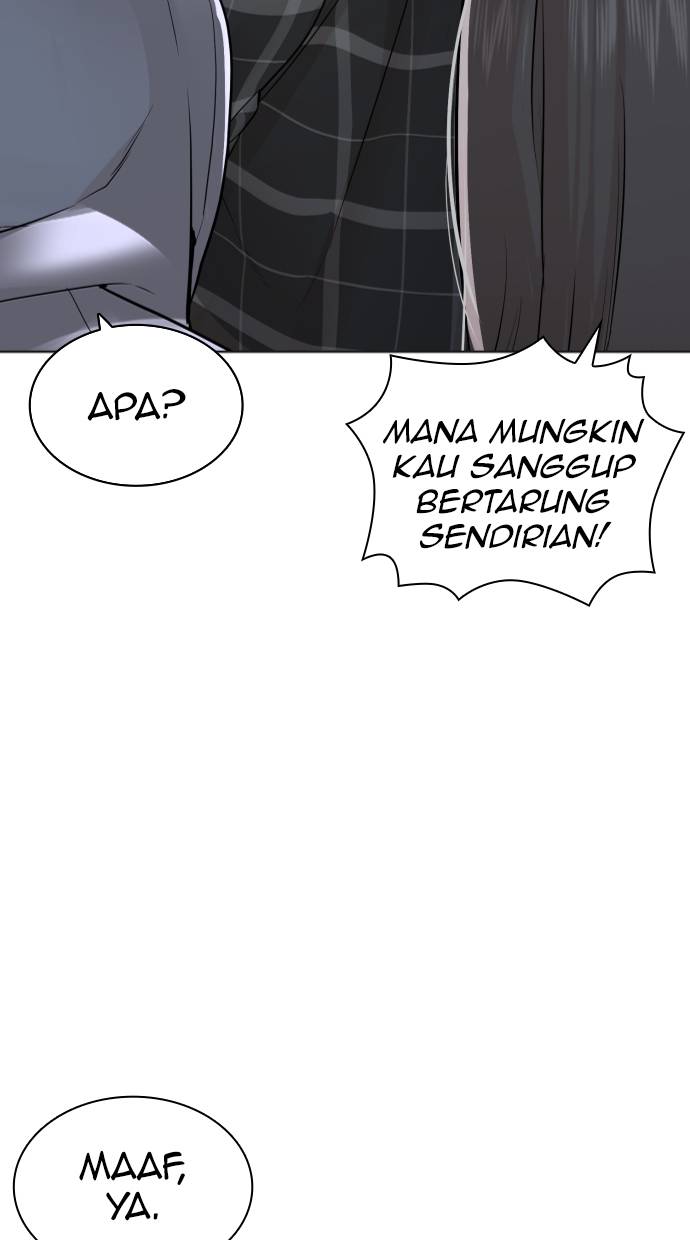 APA?
MANA MUNGKIN
KAU SANGGUP
BERTARUNG
SENDIRIAN!
MAAF,
YA.